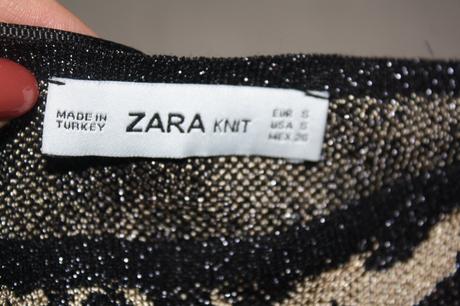 MADE IN
TURKEY
ZARA KNIT
EUR S
USA S
MEX 26